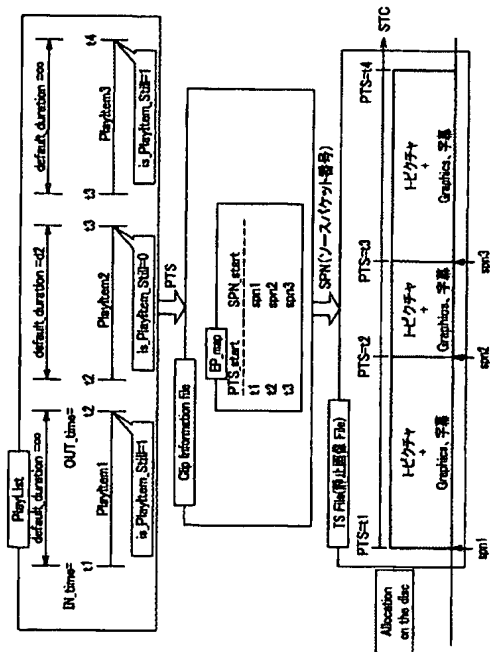 PlayList
default_duration =∞
default_duration =d2
default_duration =∞
IN_time=
OUT_time=
t1
PlayItem1
t2
t2
PlayItem2
t3
t3
PlayItem3
t4
is_PlayItem_Still=1
is_PlayItem_Still=0
is_PlayItem_Still=1
PTS
Clip Information file
EP_map
PTS_start SPN_start
t1 spn1
t2 spn2
t3 spn3
SPN(ソースパケット番号)
TS File(静止画像 File)
PTS=t1
PTS=t2
PTS=t3
PTS=t4
STC
I-ピクチャ
+
Graphics、字幕
I-ピクチャ
+
Graphics、字幕
I-ピクチャ
+
Graphics、字幕
Allocation
on the disc
spn1
spn2
spn3